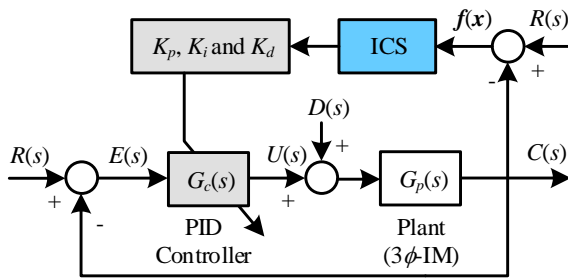 f(x)
R(s)
Kp, Ki and Kd
ICS
-
+
D(s)
R(s)
E(s)
U(s)
+
C(s)
Gc(s)
Gp(s)
+
+
-
PID
Controller
Plant
(3ϕ-IM)